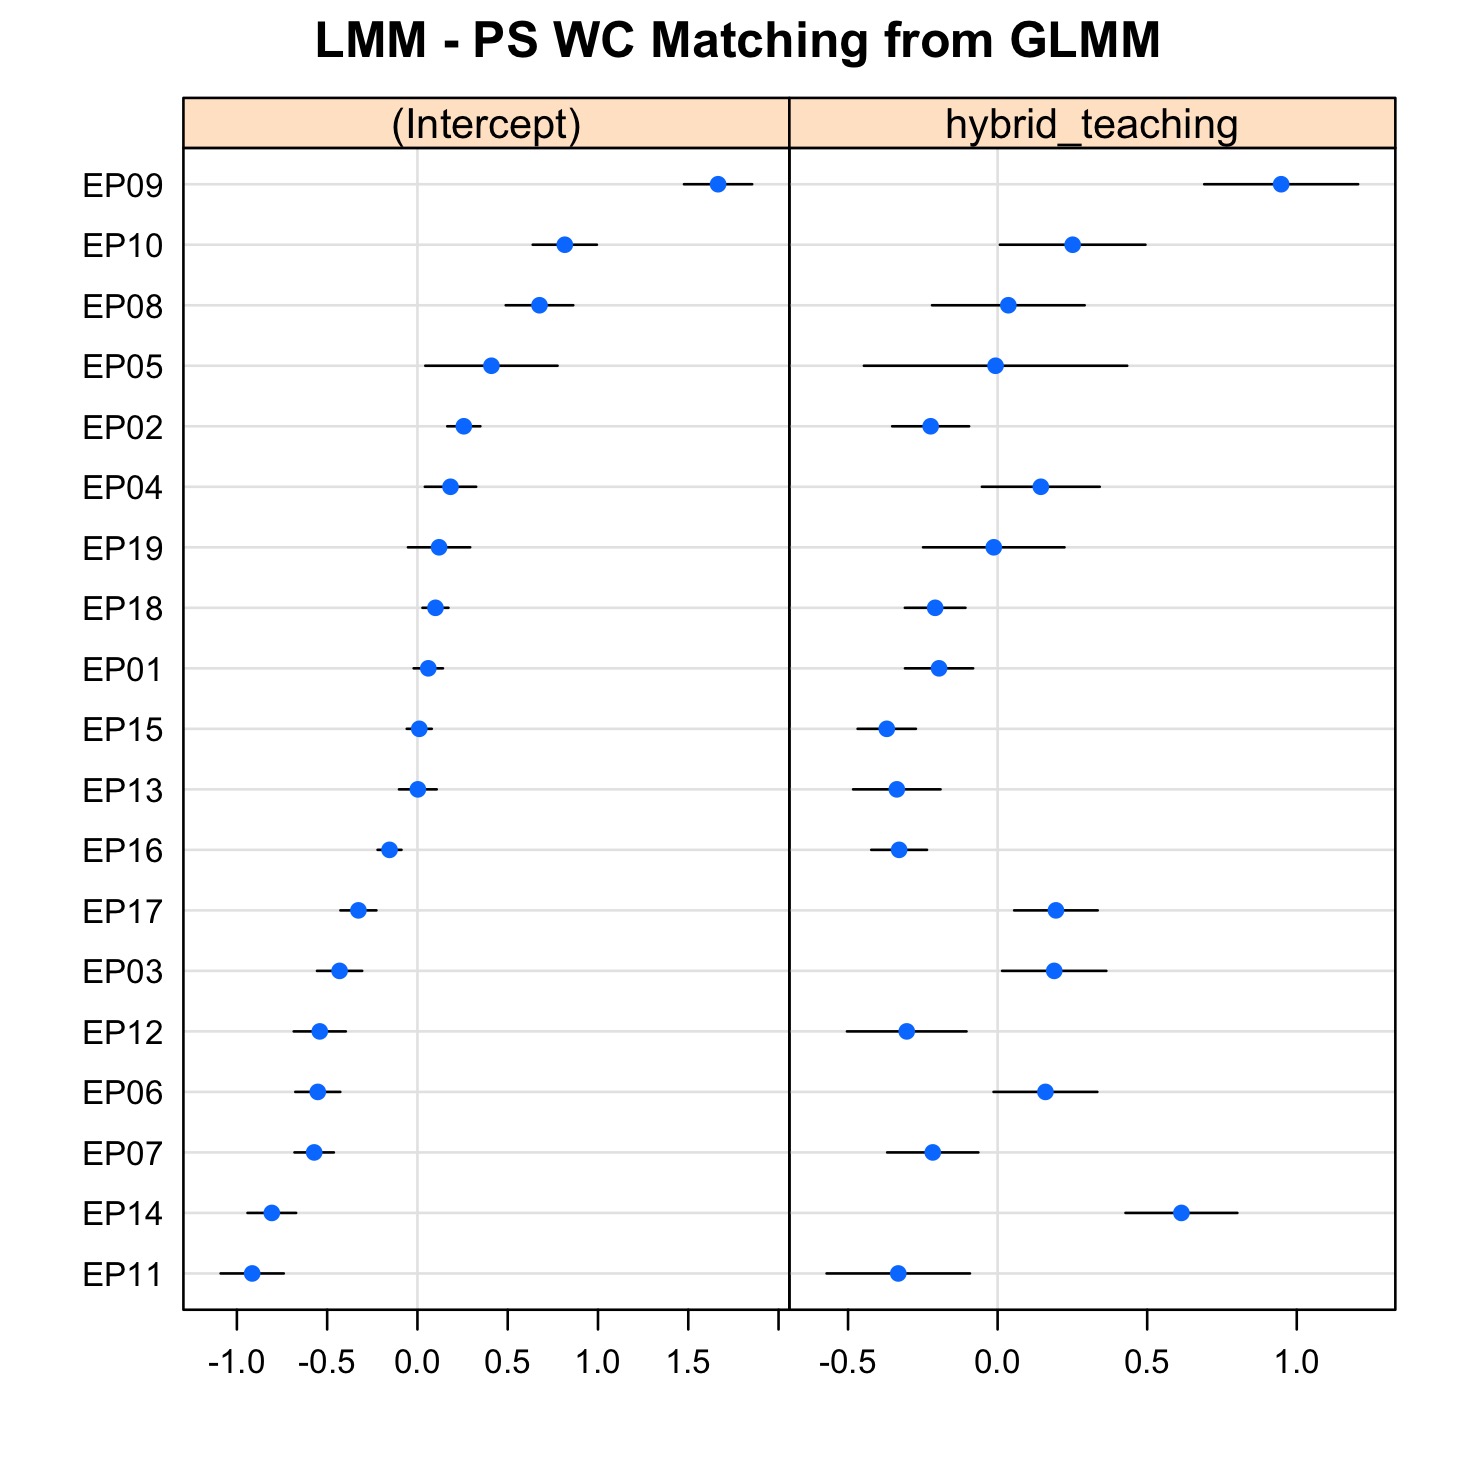 LMM - PS WC Matching from GLMM
(Intercept) hybrid_teaching
EP09
EP10
EP08
EP05
EP02
EP04
EP19
EP18
EP01
EP15
EP13
EP16
EP17
EP03
EP12
EP06
EP07
EP14
EP11
-1.0 -0.5 0.0 0.5 1.0 1.5 -0.5 0.0 0.5 1.0